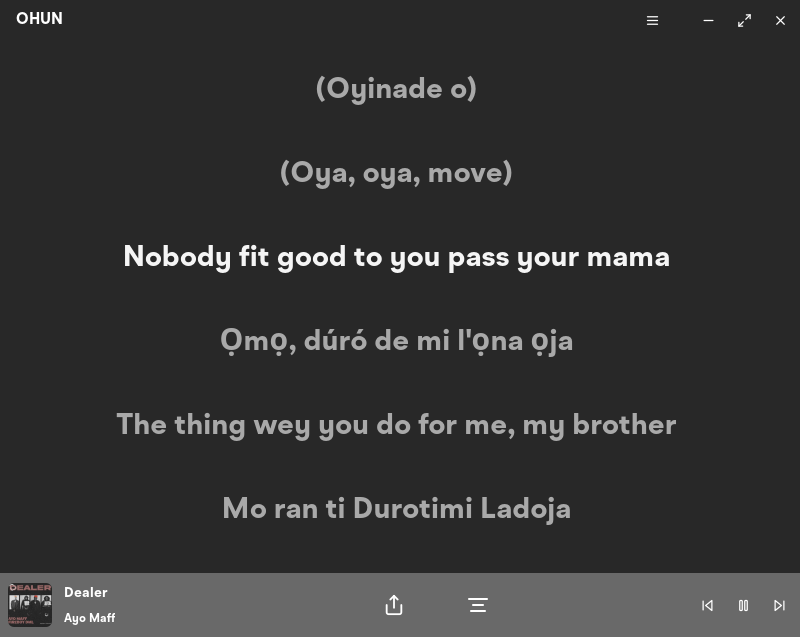 OHUN
(Oyinade o)
(Oya, oya, move)
Nobody fit good to you pass your mama
Ọmọ, dúró de mi l'ọna ọja
The thing wey you do for me, my brother
Mo ran ti Durotimi Ladoja
DEALER
Dealer
Ayo Maff